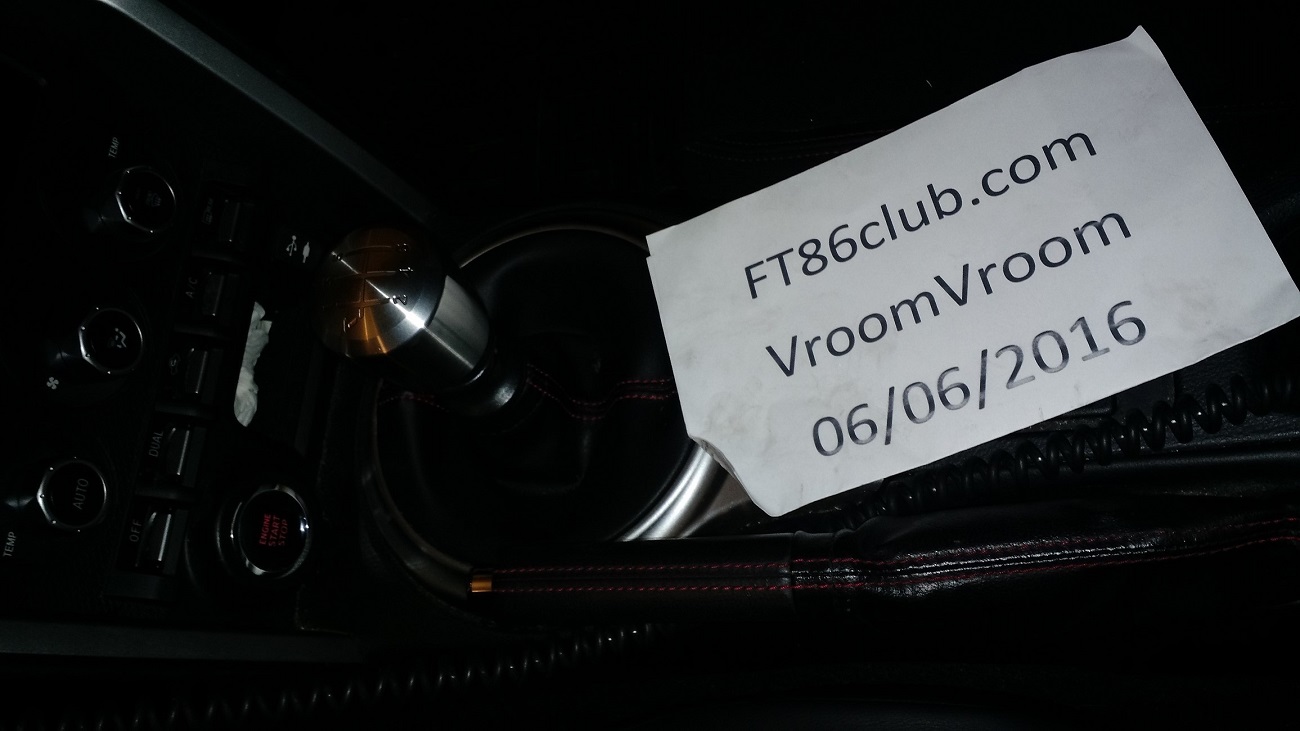 FT86club.com
VroomVroom
06/06/2016
TEMP
A/C
DUAL
AUTO
OFF
TEMP
ENGINE
START
STOP